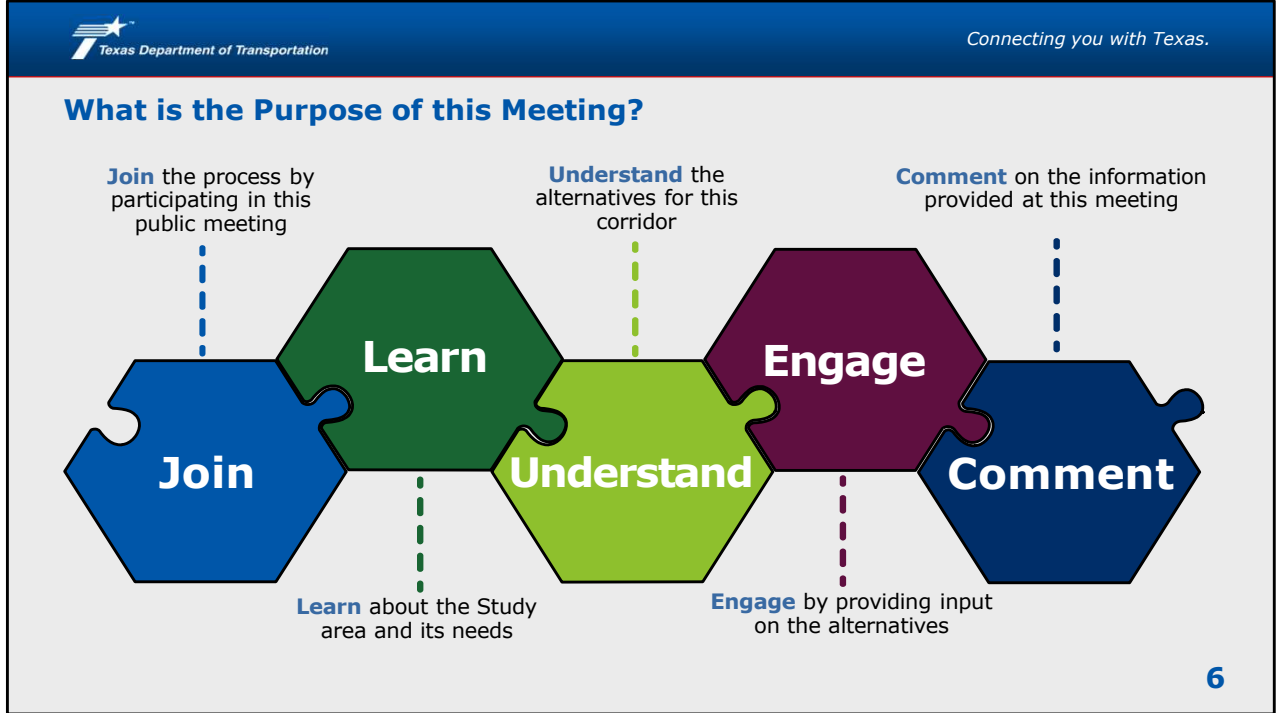 Texas Department of Transportation
Connecting you with Texas.
What is the Purpose of this Meeting?
Join the process by
participating in this
public meeting
Understand the
alternatives for this
corridor
Comment on the information
provided at this meeting
Learn
Engage
Join
Understand
Comment
Learn about the Study
area and its needs
Engage by providing input
on the alternatives
6